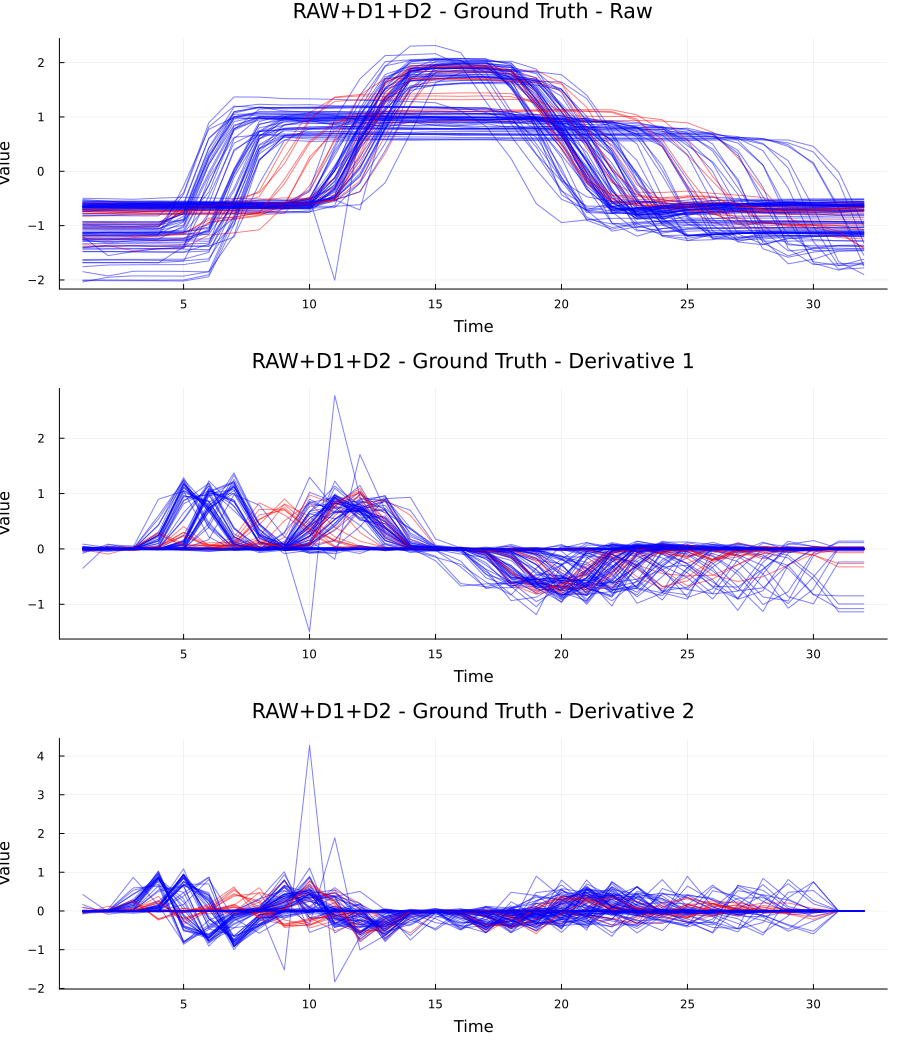 RAW+D1+D2 - Ground Truth - Raw
2
1
0
−1
−2
Value
5 10 15 20 25 30
Time
RAW+D1+D2 - Ground Truth - Derivative 1
2
1
0
−1
Value
5 10 15 20 25 30
Time
RAW+D1+D2 - Ground Truth - Derivative 2
4
3
2
1
0
−1
−2
Value
5 10 15 20 25 30
Time